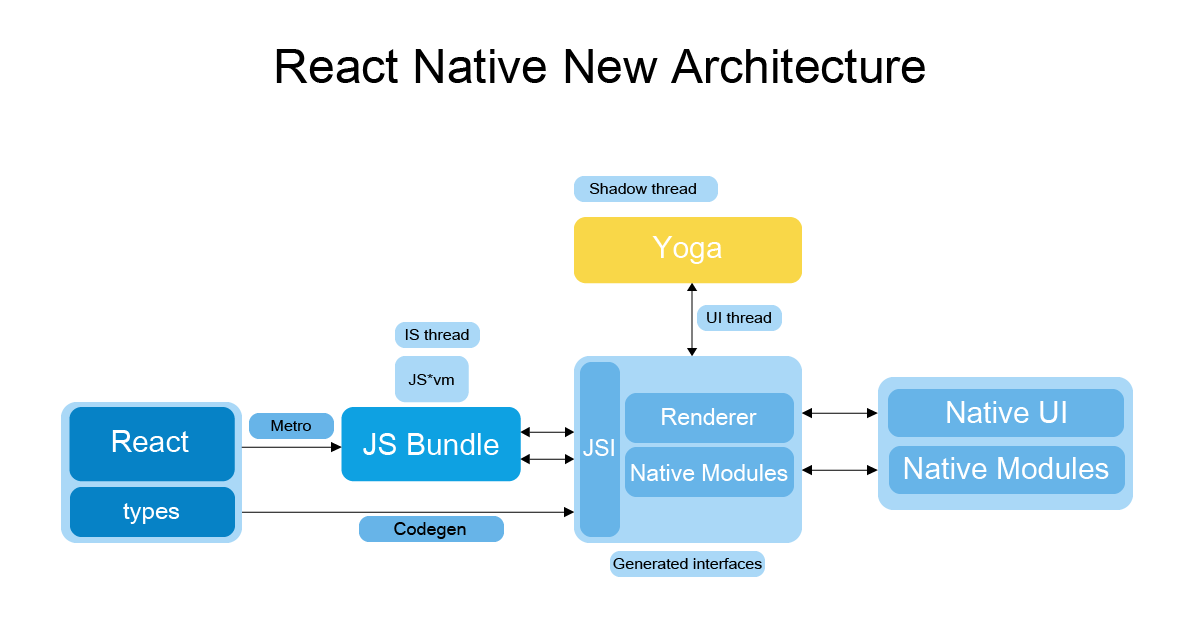 React Native New Architecture
Shadow thread
Yoga
UI thread
IS thread
JS*vm
React
Metro
JS Bundle
types
Codegen
JSI
Renderer
Native Modules
Generated interfaces
Native UI
Native Modules